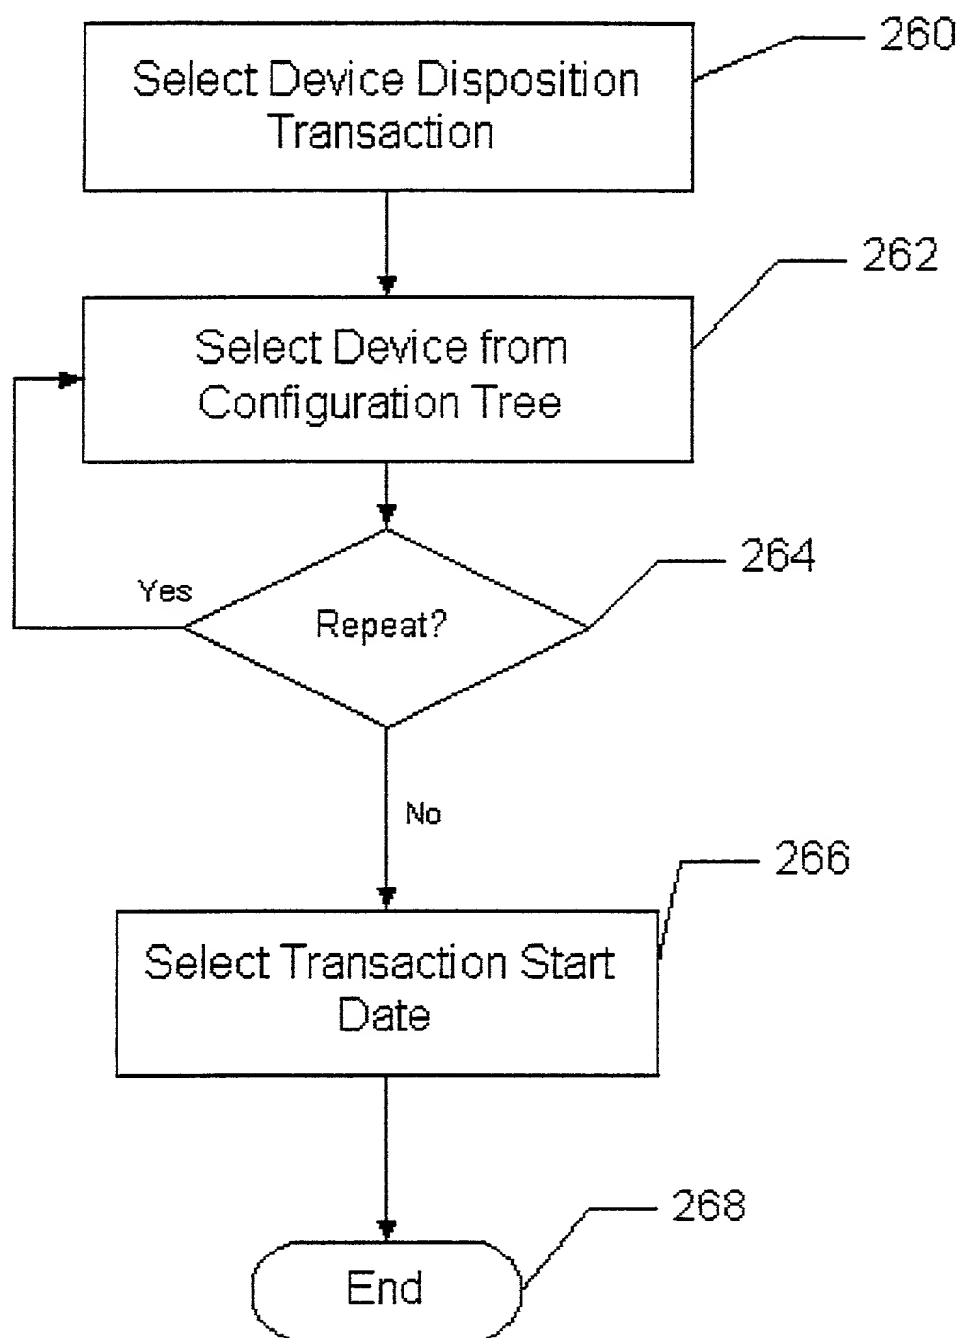 260
Select Device Disposition
Transaction
262
Select Device from
Configuration Tree
264
Yes
Repeat?
No
266
Select Transaction Start
Date
268
End